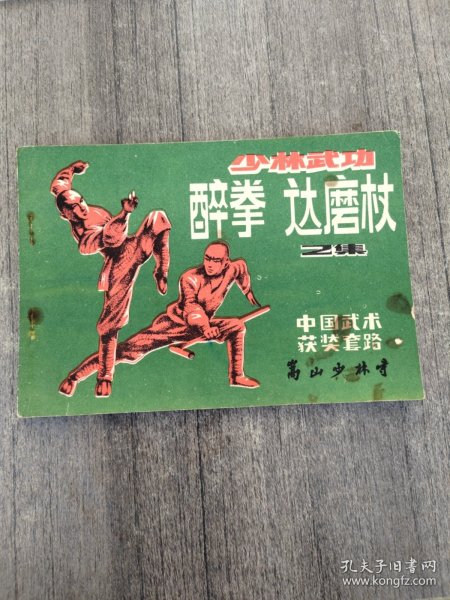 少林武功
醉拳 达磨杖
2集
中国武术
获奖套路
嵩山少林寺
孔夫子旧书网
www.kongfz.com